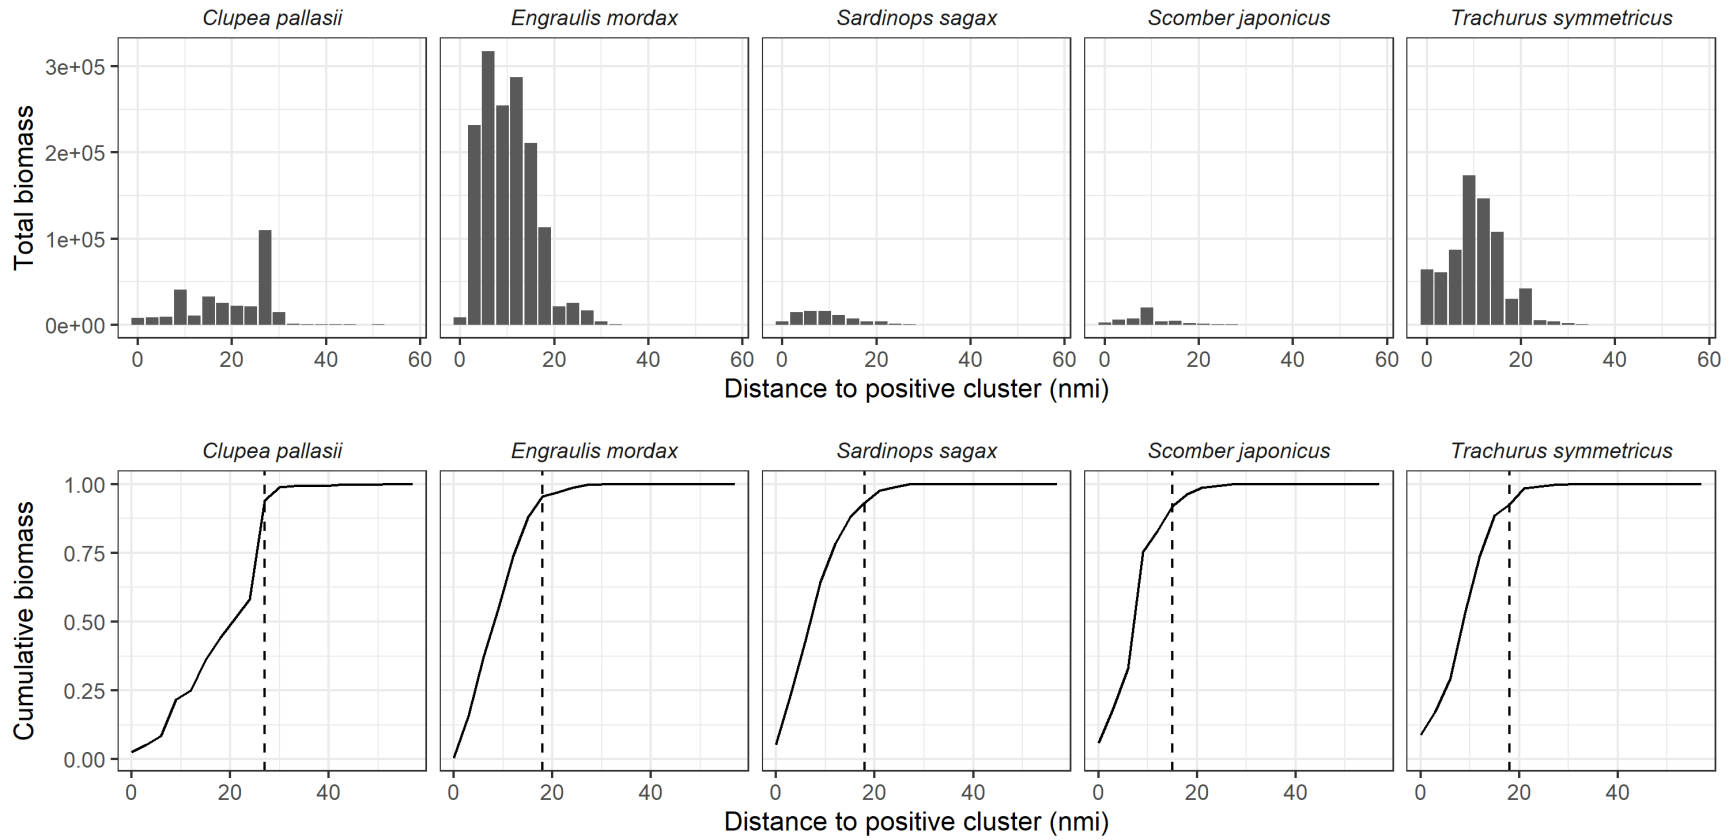 Clupea pallasii Engraulis mordax Sardinops sagax Scomber japonicus Trachurus symmetricus
Total biomass
3e+05
2e+05
1e+05
0e+00
0 20 40 60 0 20 40 60 0 20 40 60 0 20 40 60 0 20 40 60
Distance to positive cluster (nmi)
Clupea pallasii Engraulis mordax Sardinops sagax Scomber japonicus Trachurus symmetricus
Cumulative biomass
1.00
0.75
0.50
0.25
0.00
0 20 40 0 20 40 0 20 40 0 20 40 0 20 40
Distance to positive cluster (nmi)